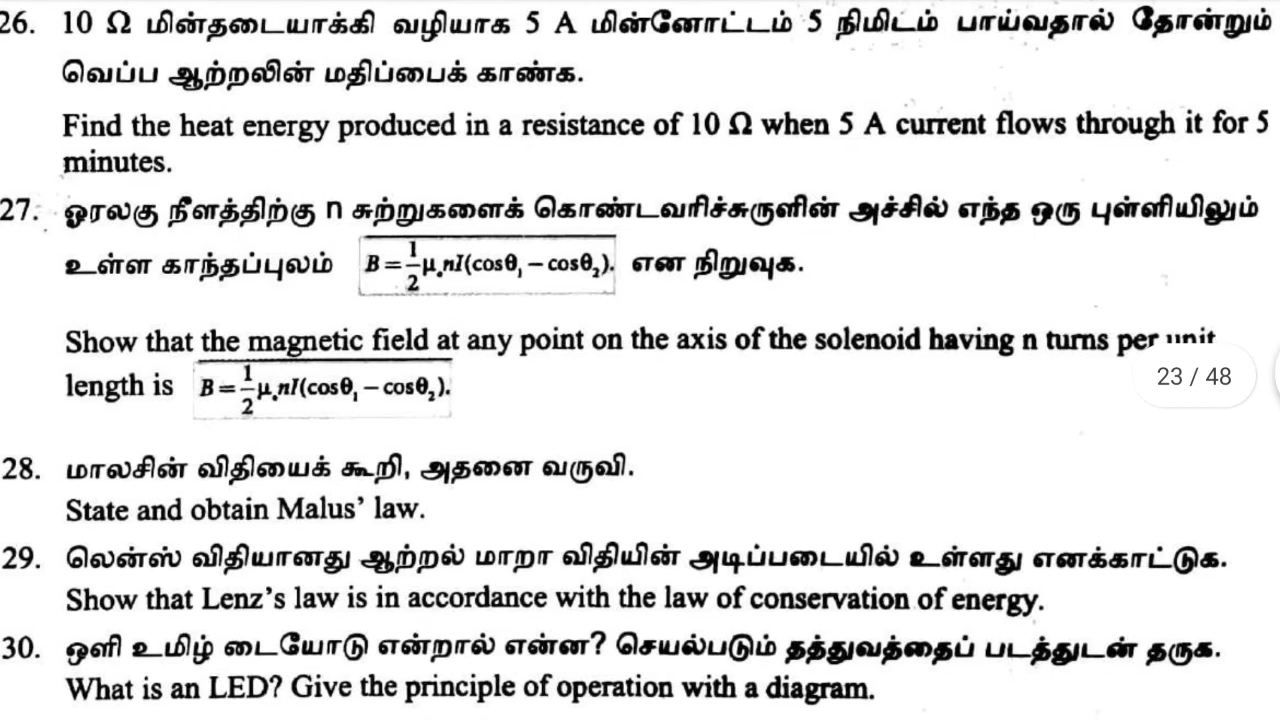 26. 10 Ω மின்தடையாக்கி வழியாக 5 A மின்னோட்டம் 5 நிமிடம் பாய்வதால் தோன்றும்
வெப்ப ஆற்றலின் மதிப்பைக் காண்க.
Find the heat energy produced in a resistance of 10 Ω when 5 A current flows through it for 5
minutes.
27. ஓரலகு நீளத்திற்கு n சுற்றுகளைக் கொண்டவரிச்சுருளின் அச்சில் எந்த ஒரு புள்ளியிலும்
உள்ள காந்தப்புலம் B = 1/2 μ₀nI(cosθ₁ – cosθ₂). என நிறுவுக.
Show that the magnetic field at any point on the axis of the solenoid having n turns per unit
length is B = 1/2 μ₀nI(cosθ₁ – cosθ₂).
23 / 48
28. மாலசின் விதியைக் கூறி, அதனை வருவி.
State and obtain Malus’ law.
29. லென்ஸ் விதியானது ஆற்றல் மாறா விதியின் அடிப்படையில் உள்ளது எனக்காட்டுக.
Show that Lenz’s law is in accordance with the law of conservation of energy.
30. ஒளி உமிழ் டையோடு என்றால் என்ன? செயல்படும் தத்துவத்தைப் படத்துடன் தருக.
What is an LED? Give the principle of operation with a diagram.